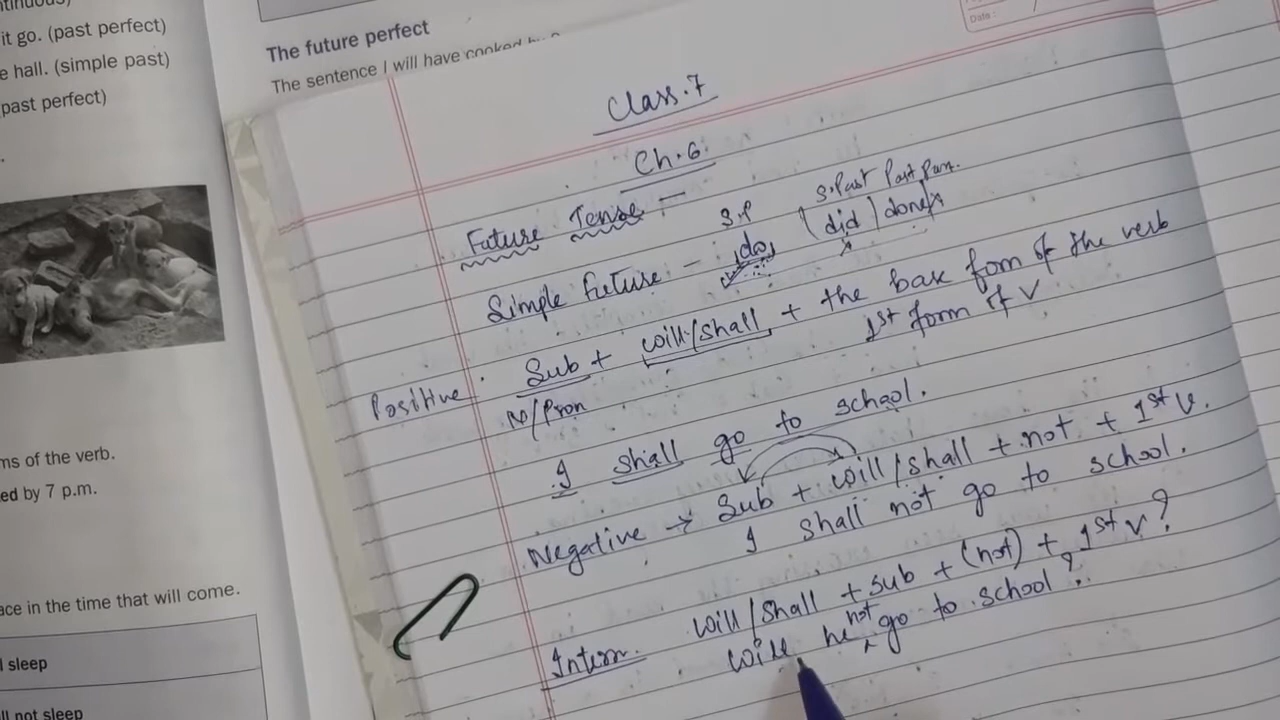 it go. (past perfect)
e hall. (simple past)
past perfect)
ms of the verb.
ed by 7 p.m.
ace in the time that will come.
l sleep
ll not sleep
The future perfect
The sentence I will have cooked
Date :
Class.7
Ch.6
Future Tense –
S.P S.Past Past Par.
Simple Future – do (did) done
Positive. Sub + will/shall + the base form of the verb
N/Pron 1st form of V
I shall go to school.
Negative → Sub + will/shall + not + 1st V.
I shall not go to school.
Interr. will/shall + sub + (not) + 1st V?
will he not go to school?